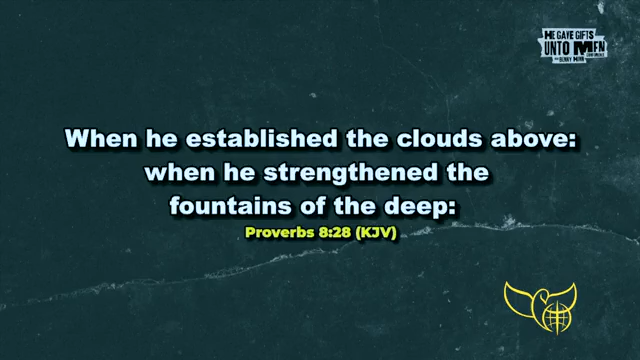 HE GAVE GIFTS
UNTO MEN
When he established the clouds above:
when he strengthened the
fountains of the deep:
Proverbs 8:28 (KJV)